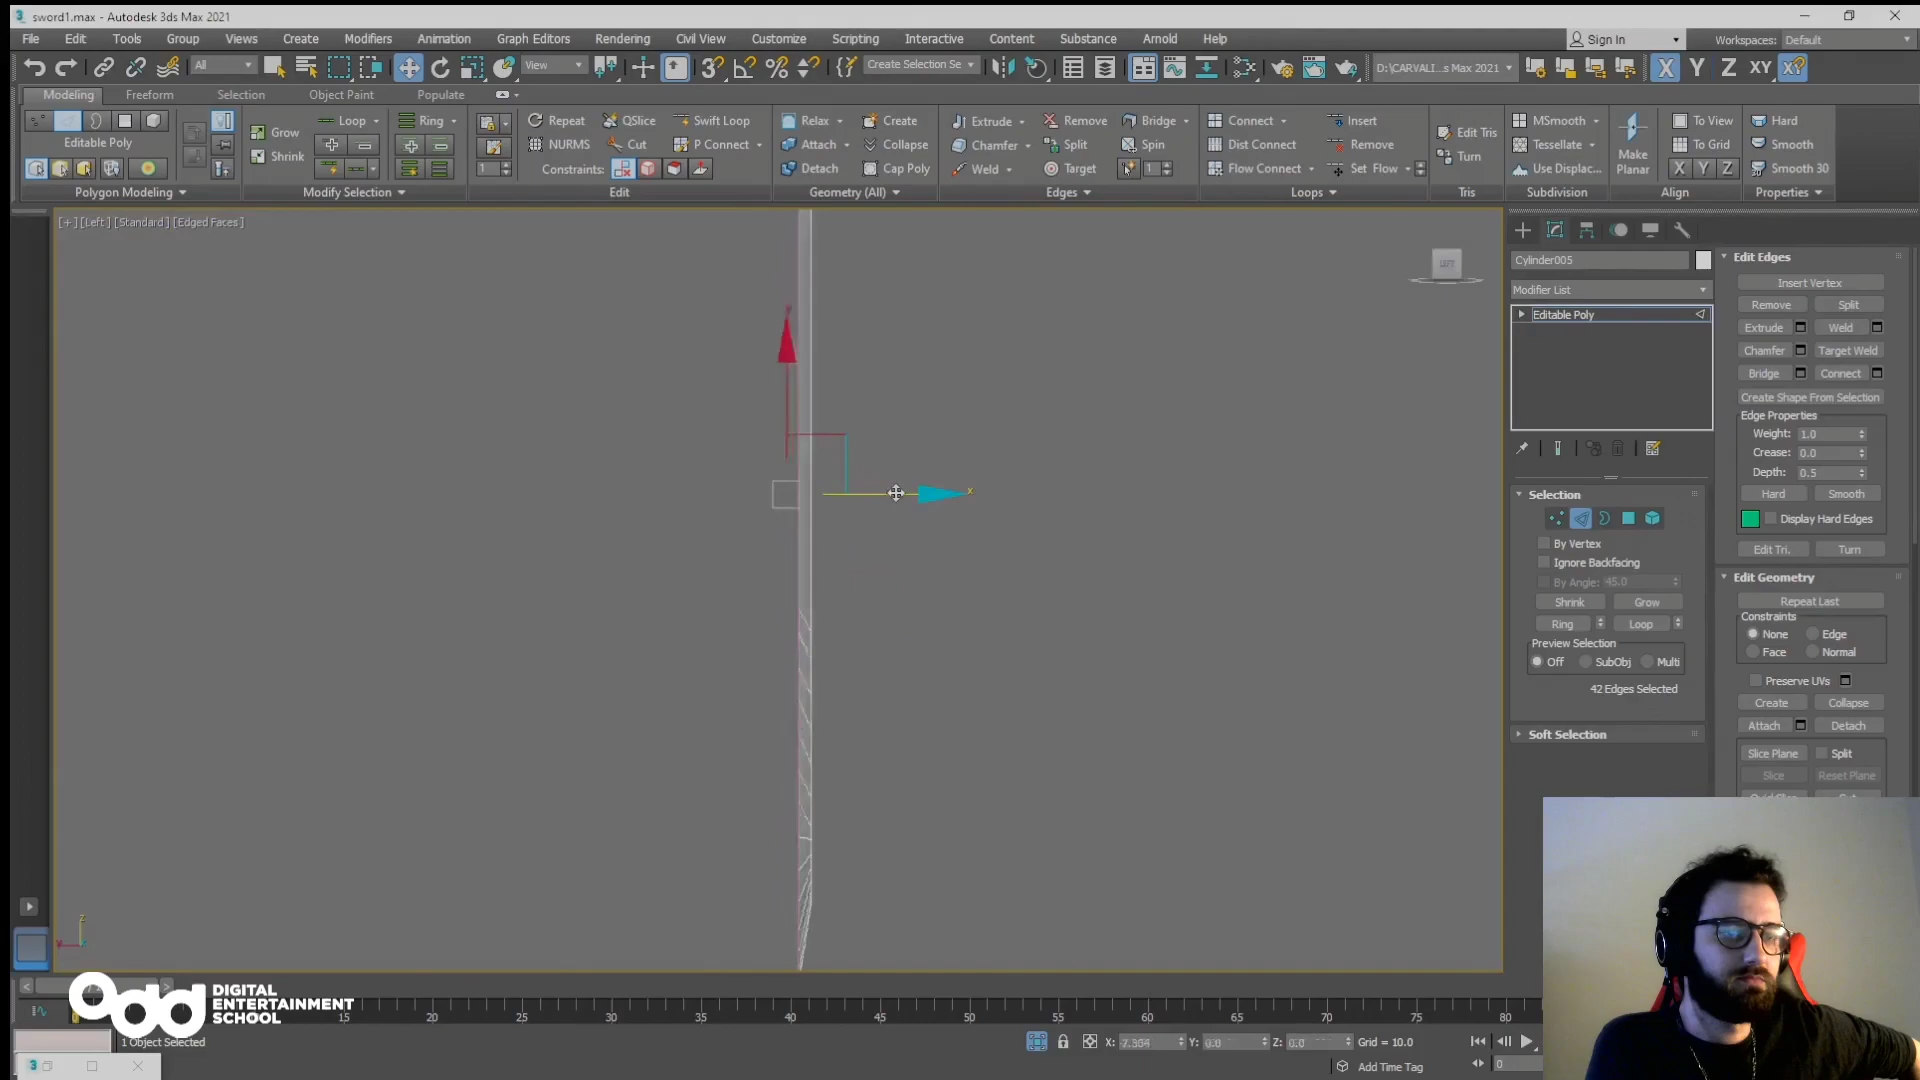 sword1.max - Autodesk 3ds Max 2021
File Edit Tools Group Views Create Modifiers Animation Graph Editors Rendering Civil View Customize Scripting Interactive Content Substance Arnold Help Sign In Workspaces: Default
All View Create Selection Se D:\CARVALI...s Max 2021 X Y Z XY XY
Modeling Freeform Selection Object Paint Populate
Loop Ring Repeat QSlice Swift Loop Relax Create Extrude Remove Bridge Connect Insert MSmooth To View Hard
Editable Poly Grow NURMS Cut P Connect Attach Collapse Chamfer Split Spin Dist Connect Remove Edit Tris Tessellate Make Planar To Grid Smooth
Shrink 1 Constraints: Detach Cap Poly Weld Target 1 Flow Connect Set Flow Turn Use Displac... X Y Z Smooth 30
Polygon Modeling Modify Selection Edit Geometry (All) Edges Loops Tris Subdivision Align Properties
[+] [Left] [Standard] [Edged Faces]
LEFT
x
z
Cylinder005
Modifier List
Editable Poly
Selection
By Vertex
Ignore Backfacing
By Angle: 45.0
Shrink Grow
Ring Loop
Preview Selection
Off SubObj Multi
42 Edges Selected
Soft Selection
Edit Edges
Insert Vertex
Remove Split
Extrude Weld
Chamfer Target Weld
Bridge Connect
Create Shape From Selection
Edge Properties
Weight: 1.0
Crease: 0.0
Depth: 0.5
Hard Smooth
Display Hard Edges
Edit Tri. Turn
Edit Geometry
Repeat Last
Constraints
None Edge
Face Normal
Preserve UVs
Create Collapse
Attach Detach
Slice Plane Split
Slice Reset Plane
odd DIGITAL
ENTERTAINMENT
SCHOOL
15 20 25 30 35 40 45 50 55 60 65 70 75 80
1 Object Selected
X: Y: 0.0 Z: 0.0 Grid = 10.0
Add Time Tag 0
3